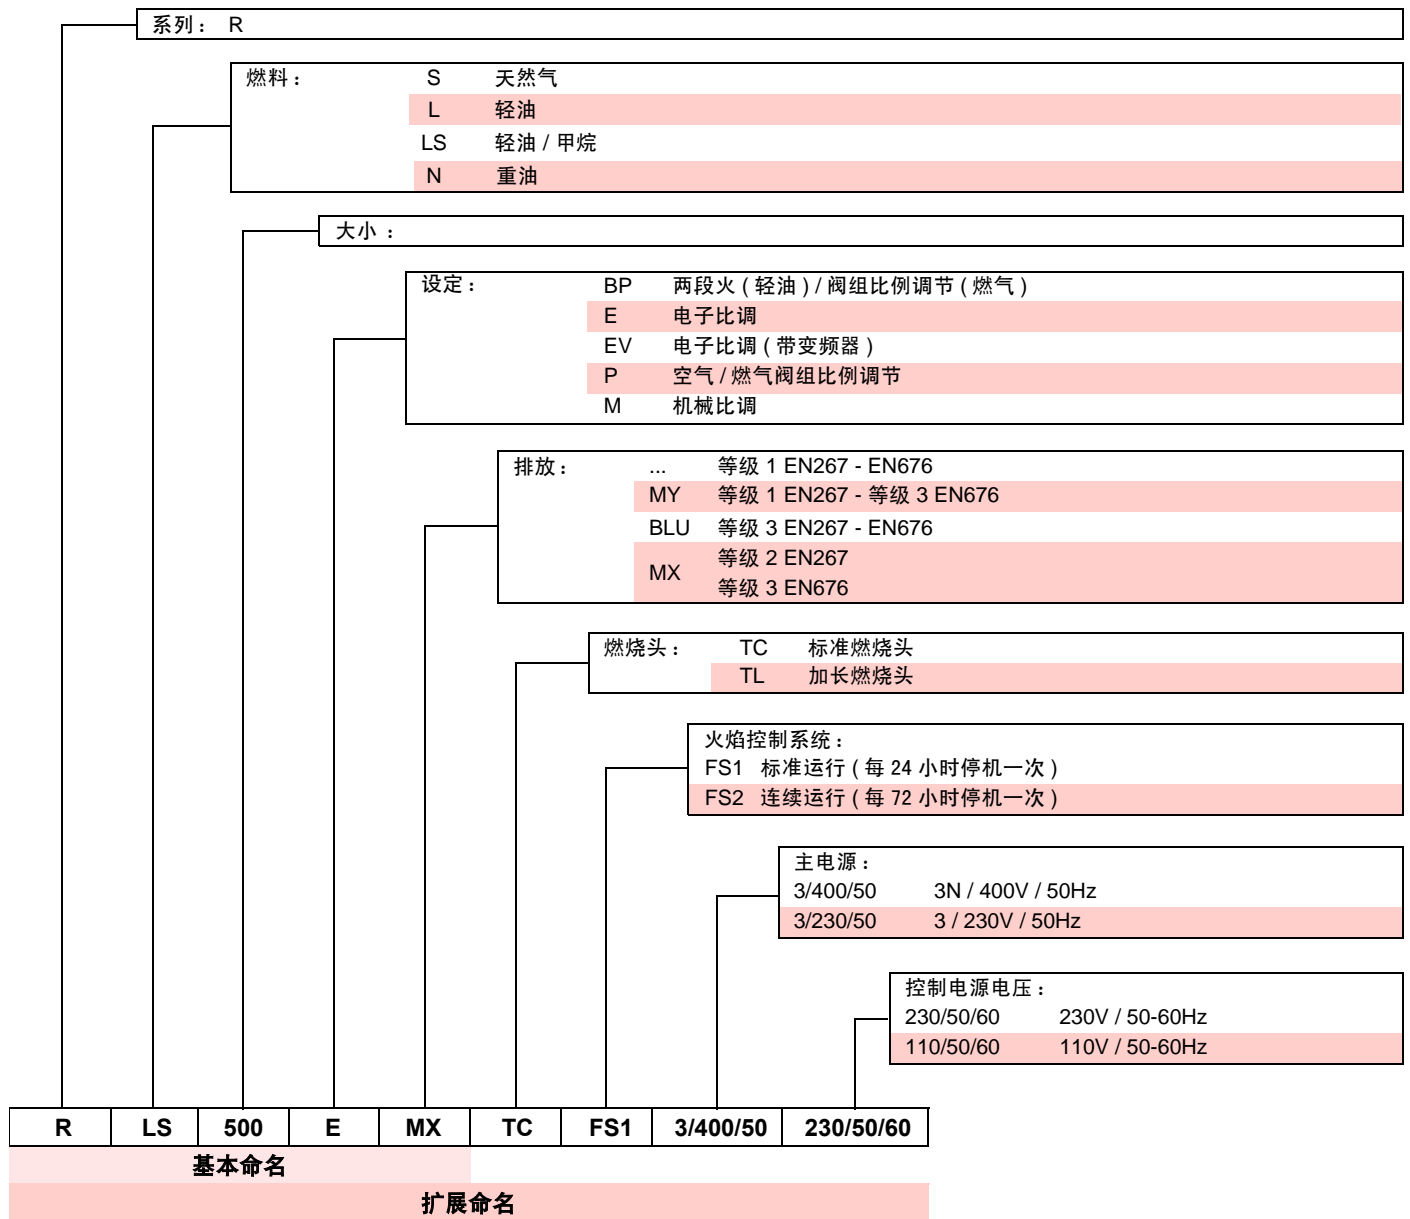 系列： R
燃料： S 天然气
L 轻油
LS 轻油 / 甲烷
N 重油
大小：
设定： BP 两段火 ( 轻油 ) / 阀组比例调节 ( 燃气 )
E 电子比调
EV 电子比调 ( 带变频器 )
P 空气 / 燃气阀组比例调节
M 机械比调
排放： ... 等级 1 EN267 - EN676
MY 等级 1 EN267 - 等级 3 EN676
BLU 等级 3 EN267 - EN676
MX 等级 2 EN267
等级 3 EN676
燃烧头： TC 标准燃烧头
TL 加长燃烧头
火焰控制系统：
FS1 标准运行 ( 每 24 小时停机一次 )
FS2 连续运行 ( 每 72 小时停机一次 )
主电源：
3/400/50 3N / 400V / 50Hz
3/230/50 3 / 230V / 50Hz
控制电源电压：
230/50/60 230V / 50-60Hz
110/50/60 110V / 50-60Hz
R LS 500 E MX TC FS1 3/400/50 230/50/60
基本命名
扩展命名